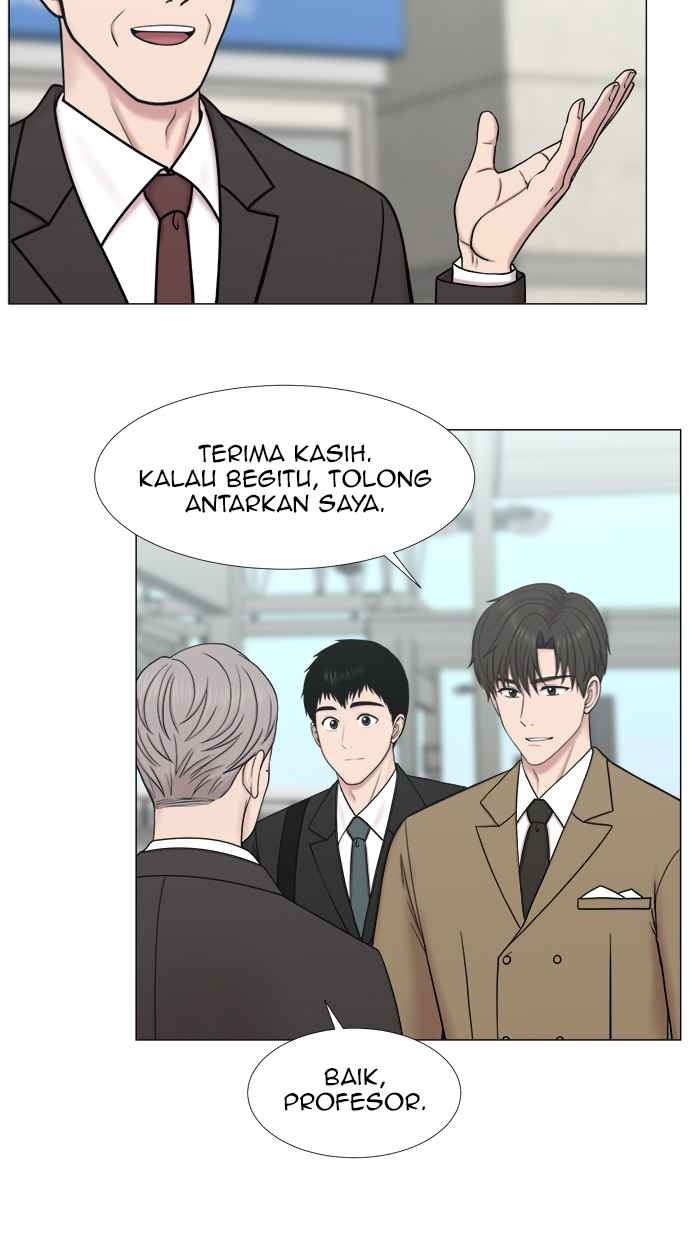 TERIMA KASIH.
KALAU BEGITU, TOLONG
ANTARKAN SAYA.
BAIK,
PROFESOR.